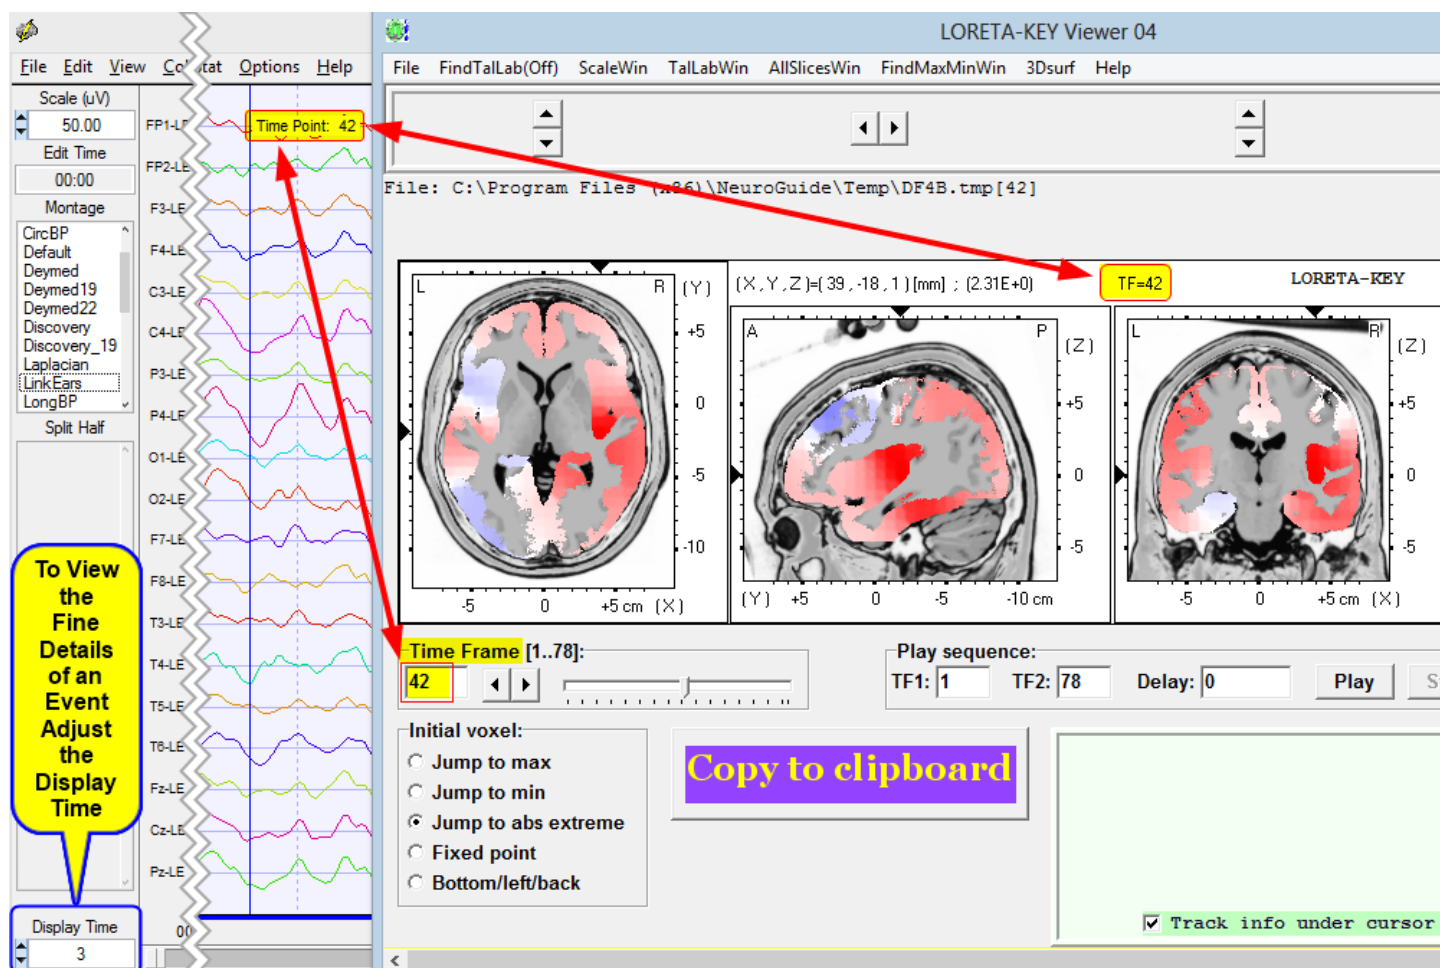 LORETA-KEY Viewer 04
File Edit View Co tat Options Help
File FindTalLab(Off) ScaleWin TalLabWin AllSlicesWin FindMaxMinWin 3Dsurf Help
Scale (uV)
50.00
Edit Time
00:00
Montage
CircBP
Default
Deymed
Deymed19
Deymed22
Discovery
Discovery_19
Laplacian
LinkEars
LongBP
Split Half
To View
the
Fine
Details
of an
Event
Adjust
the
Display
Time
Display Time
3
FP1-LE
FP2-LE
F3-LE
F4-LE
C3-LE
C4-LE
P3-LE
P4-LE
O1-LE
O2-LE
F7-LE
F8-LE
T3-LE
T4-LE
T5-LE
T6-LE
Fz-LE
Cz-LE
Pz-LE
00
Time Point: 42
File: C:\Program Files (x86)\NeuroGuide\Temp\DF4B.tmp[42]
(X,Y,Z)=(39,-18,1)[mm] ; (2.31E+0)
TF=42
LORETA-KEY
L R (Y)
+5
0
-5
-10
-5 0 +5 cm (X)
A P (Z)
+5
0
-5
(Y) +5 0 -5 -10 cm
L R (Z)
+5
0
-5
-5 0 +5 cm (X)
Time Frame [1..78]:
42
Play sequence:
TF1: 1 TF2: 78 Delay: 0 Play S
Initial voxel:
Jump to max
Jump to min
Jump to abs extreme
Fixed point
Bottom/left/back
Copy to clipboard
Track info under cursor